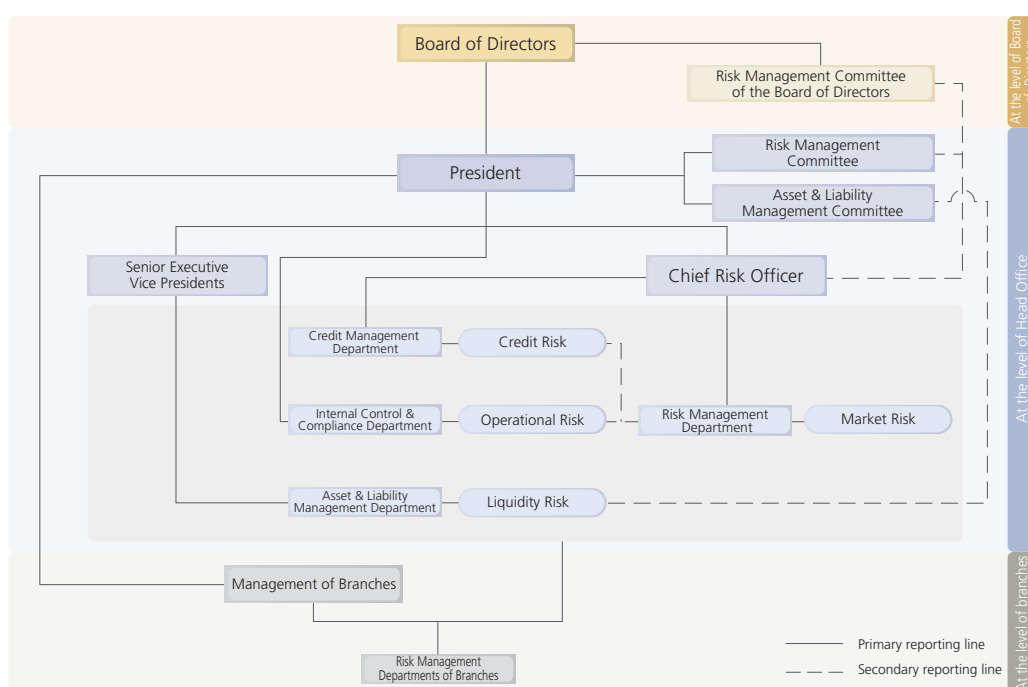 Board of Directors
Risk Management Committee
of the Board of Directors
At the level of Board
of Directors
President
Risk Management
Committee
Asset & Liability
Management Committee
Senior Executive
Vice Presidents
Chief Risk Officer
At the level of Head Office
Credit Management
Department
Credit Risk
Internal Control &
Compliance Department
Operational Risk
Risk Management
Department
Market Risk
Asset & Liability
Management Department
Liquidity Risk
Management of Branches
Risk Management
Departments of Branches
At the level of branches
Primary reporting line
Secondary reporting line